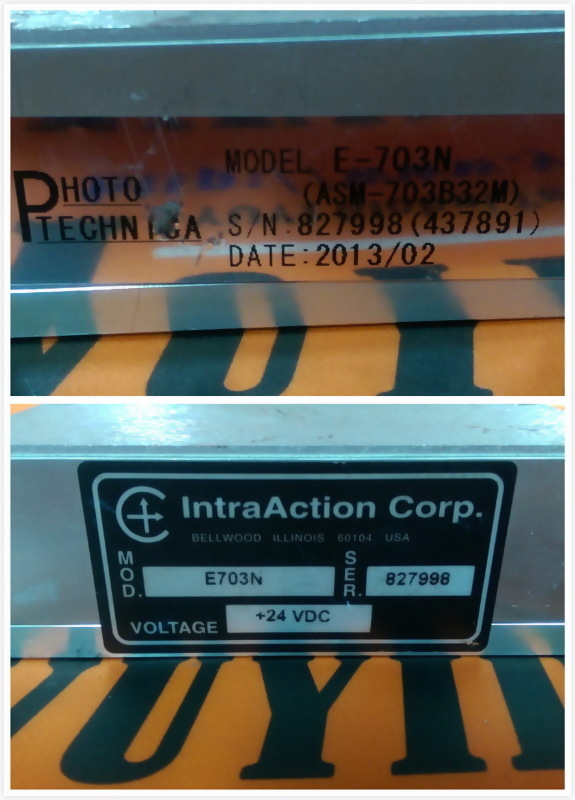 PHOTO TECHNICA
MODEL E-703N
(ASM-703B32M)
S/N:827998(437891)
DATE:2013/02
IntraAction Corp.
BELLWOOD ILLINOIS 60104 USA
MOD. E703N SER. 827998
VOLTAGE +24 VDC